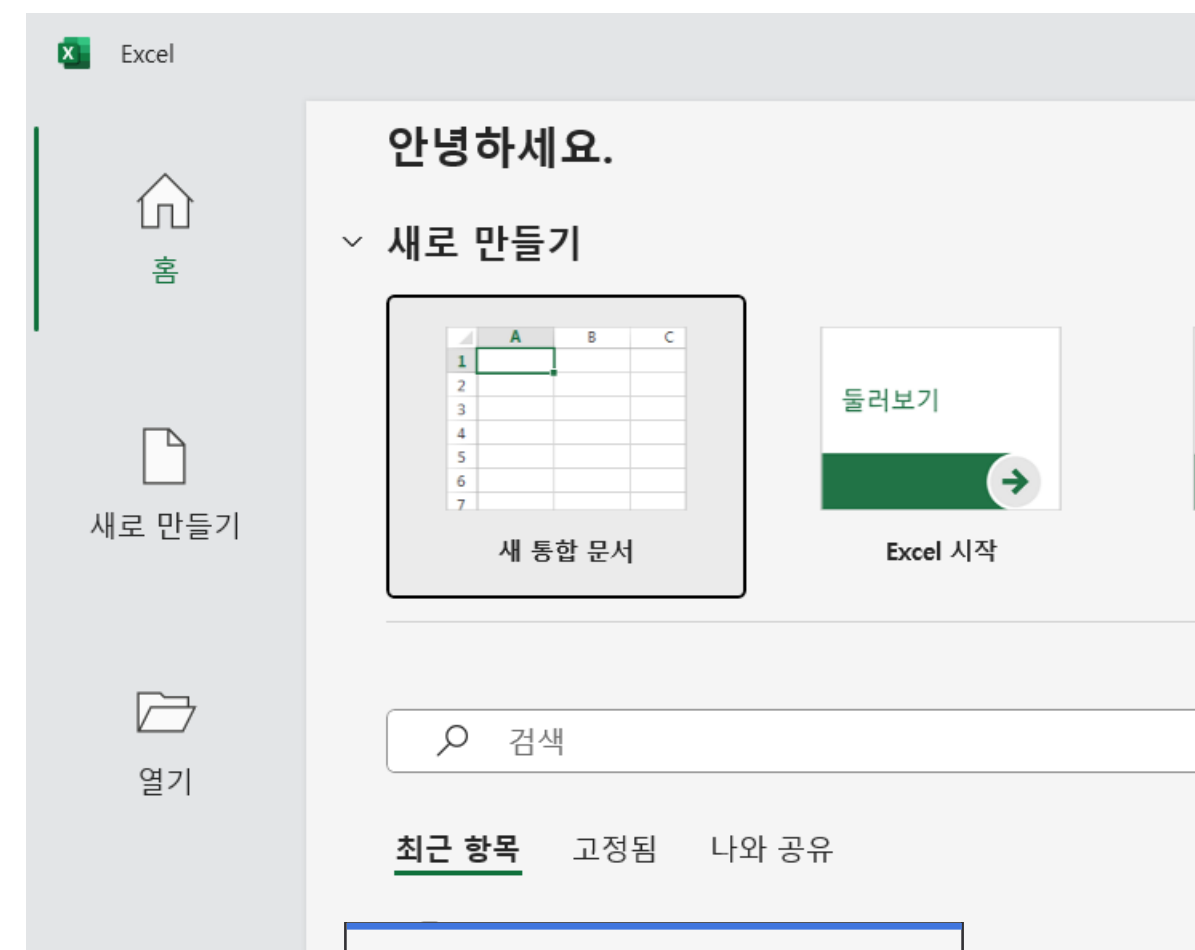 Excel
안녕하세요.
홈
새로 만들기
A B C
1
2
3
4
5
6
7
둘러보기
새 통합 문서
Excel 시작
새로 만들기
열기
검색
최근 항목 고정됨 나와 공유